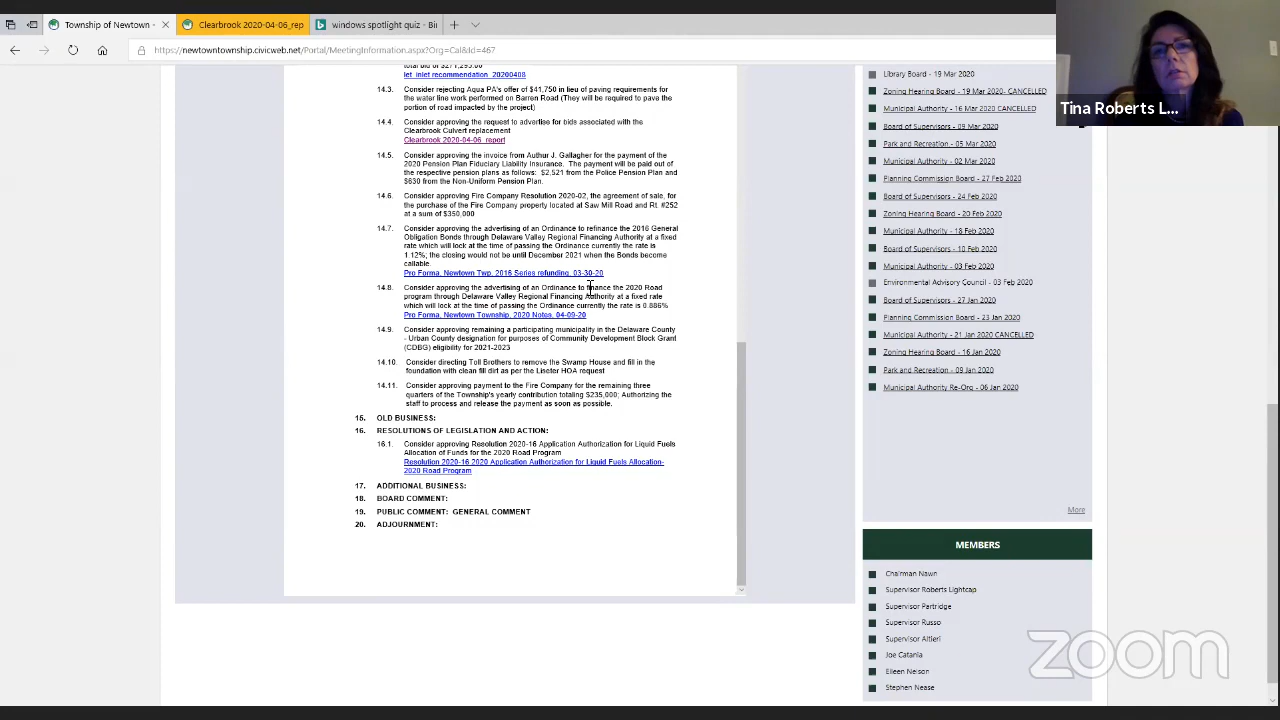 Township of Newtown -
Clearbrook 2020-04-06_rep
windows spotlight quiz - Bi
https://newtowntownship.civicweb.net/Portal/MeetingInformation.aspx?Org=Cal&Id=467
Tina Roberts L...
total bid of $271,295.00
let_inlet recommendation_20200408
14.3. Consider rejecting Aqua PA's offer of $41,750 in lieu of paving requirements for
the water line work performed on Barren Road (They will be required to pave the
portion of road impacted by the project)
14.4. Consider approving the request to advertise for bids associated with the
Clearbrook Culvert replacement
Clearbrook 2020-04-06_report
14.5. Consider approving the invoice from Authur J. Gallagher for the payment of the
2020 Pension Plan Fiduciary Liability Insurance. The payment will be paid out of
the respective pension plans as follows: $2,521 from the Police Pension Plan and
$630 from the Non-Uniform Pension Plan.
14.6. Consider approving Fire Company Resolution 2020-02, the agreement of sale, for
the purchase of the Fire Company property located at Saw Mill Road and Rt. #252
at a sum of $350,000
14.7. Consider approving the advertising of an Ordinance to refinance the 2016 General
Obligation Bonds through Delaware Valley Regional Financing Authority at a fixed
rate which will lock at the time of passing the Ordinance currently the rate is
1.12%; the closing would not be until December 2021 when the Bonds become
callable.
Pro Forma, Newtown Twp, 2016 Series refunding, 03-30-20
14.8. Consider approving the advertising of an Ordinance to finance the 2020 Road
program through Delaware Valley Regional Financing Authority at a fixed rate
which will lock at the time of passing the Ordinance currently the rate is 0.886%
Pro Forma, Newtown Township, 2020 Notes, 04-09-20
14.9. Consider approving remaining a participating municipality in the Delaware County
- Urban County designation for purposes of Community Development Block Grant
(CDBG) eligibility for 2021-2023
14.10. Consider directing Toll Brothers to remove the Swamp House and fill in the
foundation with clean fill dirt as per the Liseter HOA request
14.11. Consider approving payment to the Fire Company for the remaining three
quarters of the Township's yearly contribution totaling $235,000; Authorizing the
staff to process and release the payment as soon as possible.
15. OLD BUSINESS:
16. RESOLUTIONS OF LEGISLATION AND ACTION:
16.1. Consider approving Resolution 2020-16 Application Authorization for Liquid Fuels
Allocation of Funds for the 2020 Road Program
Resolution 2020-16 2020 Application Authorization for Liquid Fuels Allocation-
2020 Road Program
17. ADDITIONAL BUSINESS:
18. BOARD COMMENT:
19. PUBLIC COMMENT: GENERAL COMMENT
20. ADJOURNMENT:
Library Board - 19 Mar 2020
Zoning Hearing Board - 19 Mar 2020- CANCELLED
Municipal Authority - 16 Mar 2020 CANCELLED
Board of Supervisors - 09 Mar 2020
Park and Recreation - 05 Mar 2020
Municipal Authority - 02 Mar 2020
Planning Commission Board - 27 Feb 2020
Board of Supervisors - 24 Feb 2020
Zoning Hearing Board - 20 Feb 2020
Municipal Authority - 18 Feb 2020
Board of Supervisors - 10 Feb 2020
Municipal Authority - 03 Feb 2020
Environmental Advisory Council - 03 Feb 2020
Board of Supervisors - 27 Jan 2020
Planning Commission Board - 23 Jan 2020
Municipal Authority - 21 Jan 2020 CANCELLED
Zoning Hearing Board - 16 Jan 2020
Park and Recreation - 09 Jan 2020
Municipal Authority Re-Org - 06 Jan 2020
More
MEMBERS
Chairman Nawn
Supervisor Roberts Lightcap
Supervisor Partridge
Supervisor Russo
Supervisor Altieri
Joe Catania
Eileen Nelson
Stephen Nease
zoom